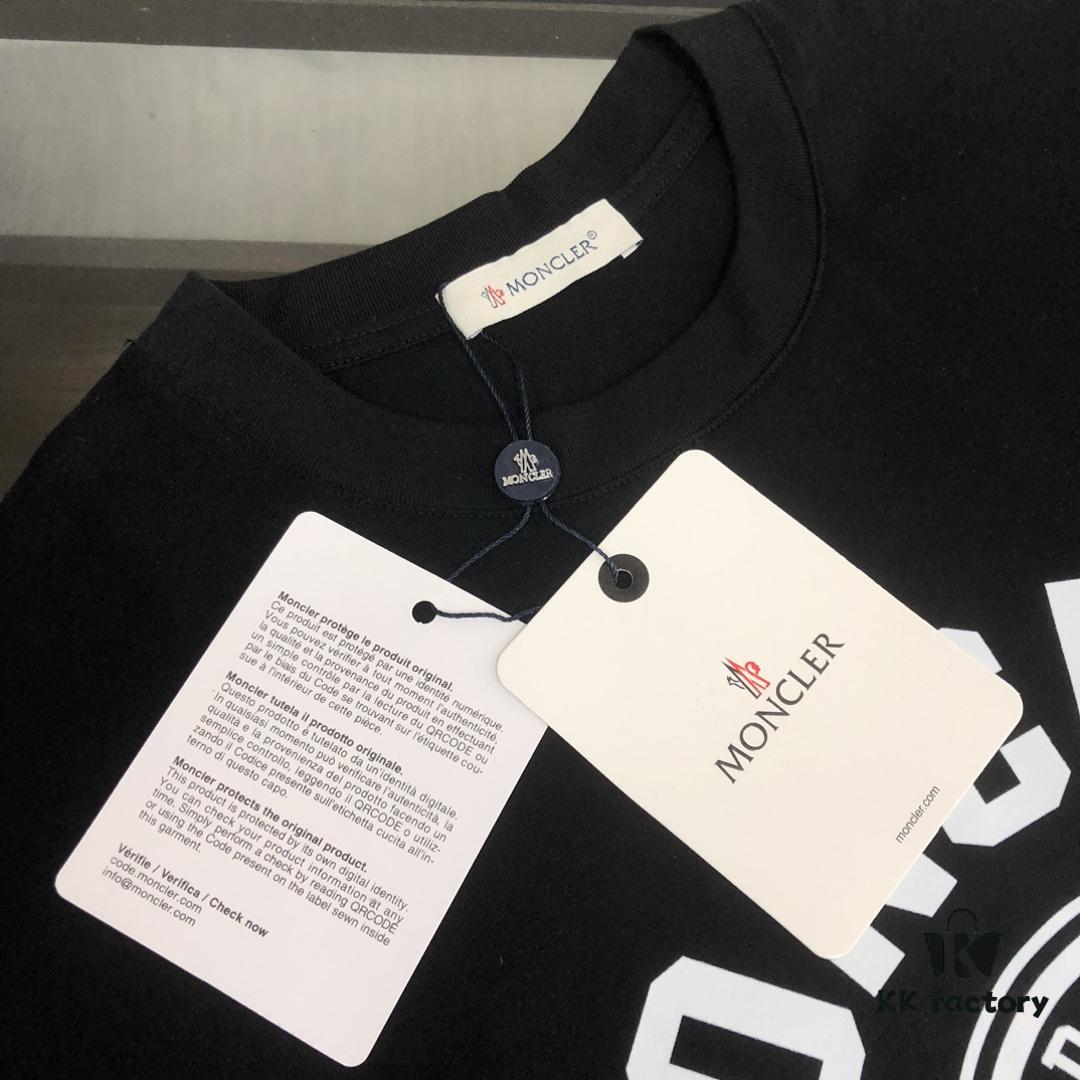 MONCLER®
MONCLER
Moncler protège le produit original.
Ce produit est protégé par une identité numérique.
Vous pouvez vérifier à tout moment l'authenticité,
la qualité et la provenance du produit en effectuant
un simple contrôle par la lecture du QRCODE ou
par le biais du Code se trouvant sur l'étiquette cou-
sue à l'intérieur de cette pièce.
Moncler tutela il prodotto originale.
Questo prodotto è tutelato da un'identità digitale.
In qualsiasi momento può verificare l'autenticità, la
qualità e la provenienza del prodotto facendo un
semplice controllo, leggendo il QRCODE o utiliz-
zando il Codice presente sull'etichetta cucita all'in-
terno di questo capo.
Moncler protects the original product.
This product is protected by its own digital identity.
You can check your product information at any
time. Simply perform a check by reading QRCODE
or using the Code present on the label sewn inside
this garment.
Vérifie / Verifica / Check now
code.moncler.com
info@moncler.com
MONCLER
moncler.com
K
KK factory